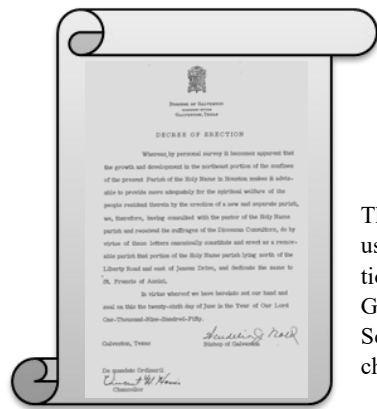 DIOCESE OF GALVESTON
GALVESTON, TEXAS
DECREE OF ERECTION
Whereas, by personal survey it becomes apparent that
the growth and development in the northeast portion of the confines
of the present Parish of the Holy Name in Houston makes it advis-
able to provide more adequately for the spiritual welfare of the
people resident therein by the erection of a new and separate parish,
we, therefore, having consulted with the pastor of the Holy Name
parish and received the suffrages of the Diocesan Consultors, do by
virtue of these letters canonically constitute and erect as a remov-
able parish that portion of the Holy Name parish lying north of the
Liberty Road and east of Jensen Drive, and dedicate the same to
St. Francis of Assisi.
In virtue whereof we have hereinto set our hand and
seal on this the twenty-sixth day of June in the Year of Our Lord
One-Thousand-Nine-Hundred-Fifty.
Wendelin J. Nold
Galveston, Texas
Bishop of Galveston
De mandato Ordinarii
Vincent M. Harris
Chancellor
Th
us
tic
G
Se
ch